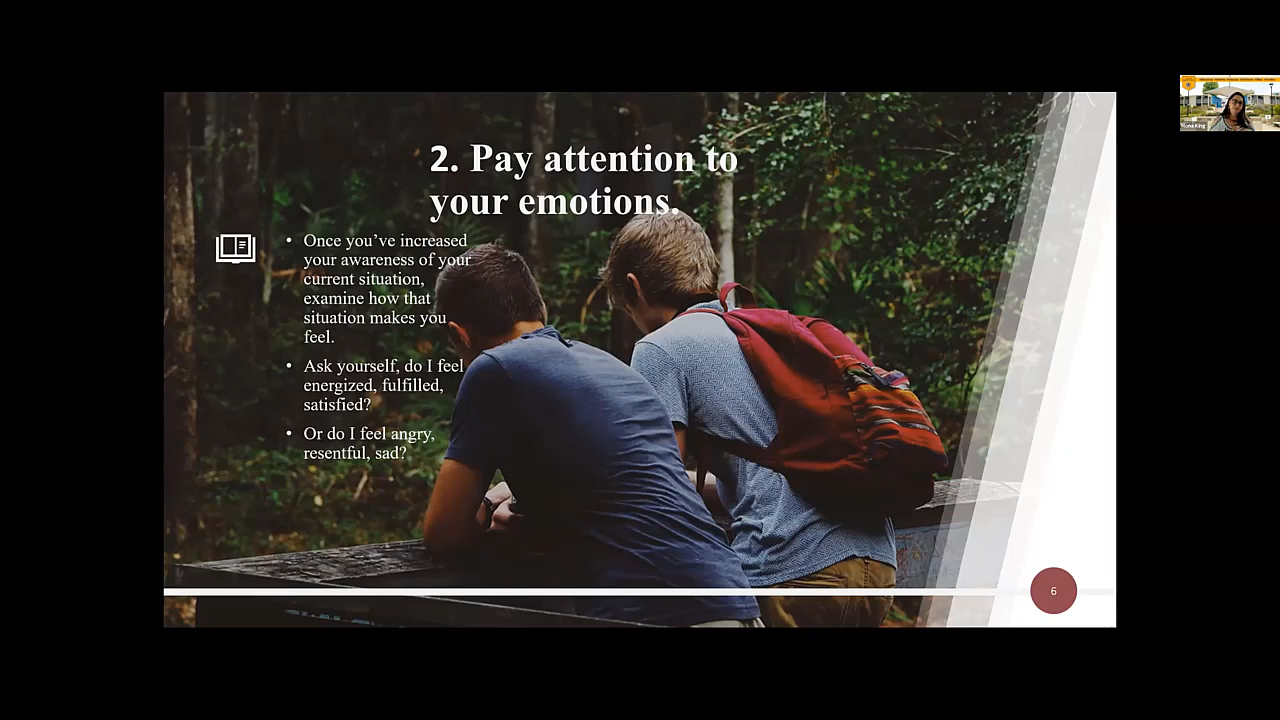 2. Pay attention to
your emotions.
• Once you've increased
your awareness of your
current situation,
examine how that
situation makes you
feel.
• Ask yourself, do I feel
energized, fulfilled,
satisfied?
• Or do I feel angry,
resentful, sad?
6
King